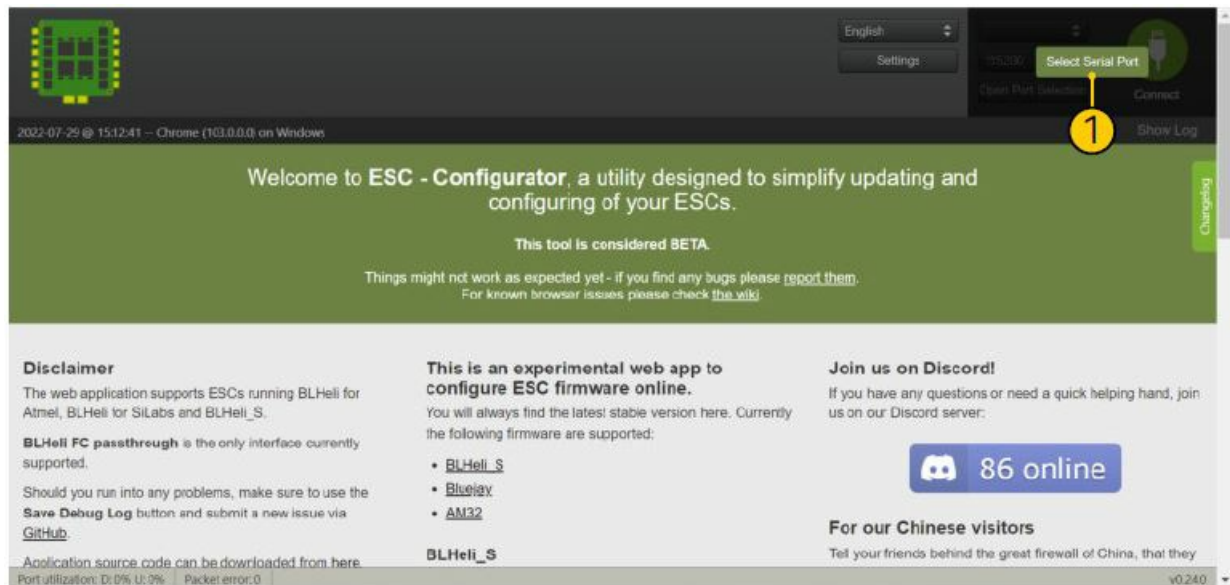 English
Settings
115200
Select Serial Port
Open Port Selection
Connect
1
2022-07-29 @ 15:12:41 -- Chrome (103.0.0.0) on Windows
Show Log
Welcome to ESC - Configurator, a utility designed to simplify updating and
configuring of your ESCs.
Changelog
This tool is considered BETA.
Things might not work as expected yet - if you find any bugs please report them.
For known browser issues please check the wiki.
Disclaimer
The web application supports ESCs running BLHeli for
Atmel, BLHeli for SiLabs and BLHeli_S.
BLHeli FC passthrough is the only interface currently
supported.
Should you run into any problems, make sure to use the
Save Debug Log button and submit a new issue via
GitHub.
Application source code can be downloaded from here.
This is an experimental web app to
configure ESC firmware online.
You will always find the latest stable version here. Currently
the following firmware are supported:
• BLHeli_S
• Bluejay
• AM32
BLHeli_S
Join us on Discord!
If you have any questions or need a quick helping hand, join
us on our Discord server:
86 online
For our Chinese visitors
Tell your friends behind the great firewall of China, that they
Port utilization: D: 0% U: 0%
Packet error: 0
v0.24.0